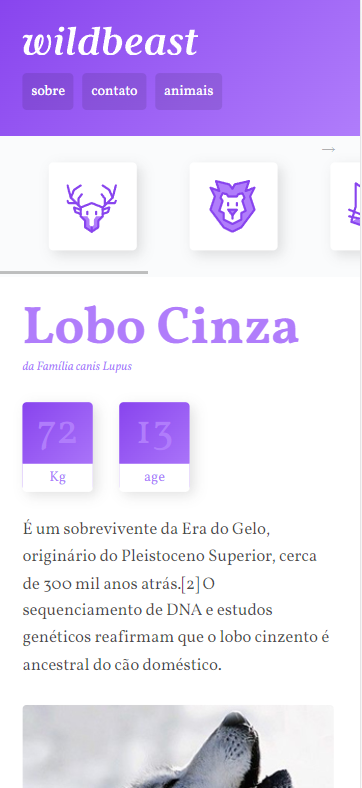 wildbeast
sobre contato animais
→
Lobo Cinza
da Família canis Lupus
72 13
Kg age
É um sobrevivente da Era do Gelo,
originário do Pleistoceno Superior, cerca
de 300 mil anos atrás.[2] O
sequenciamento de DNA e estudos
genéticos reafirmam que o lobo cinzento é
ancestral do cão doméstico.